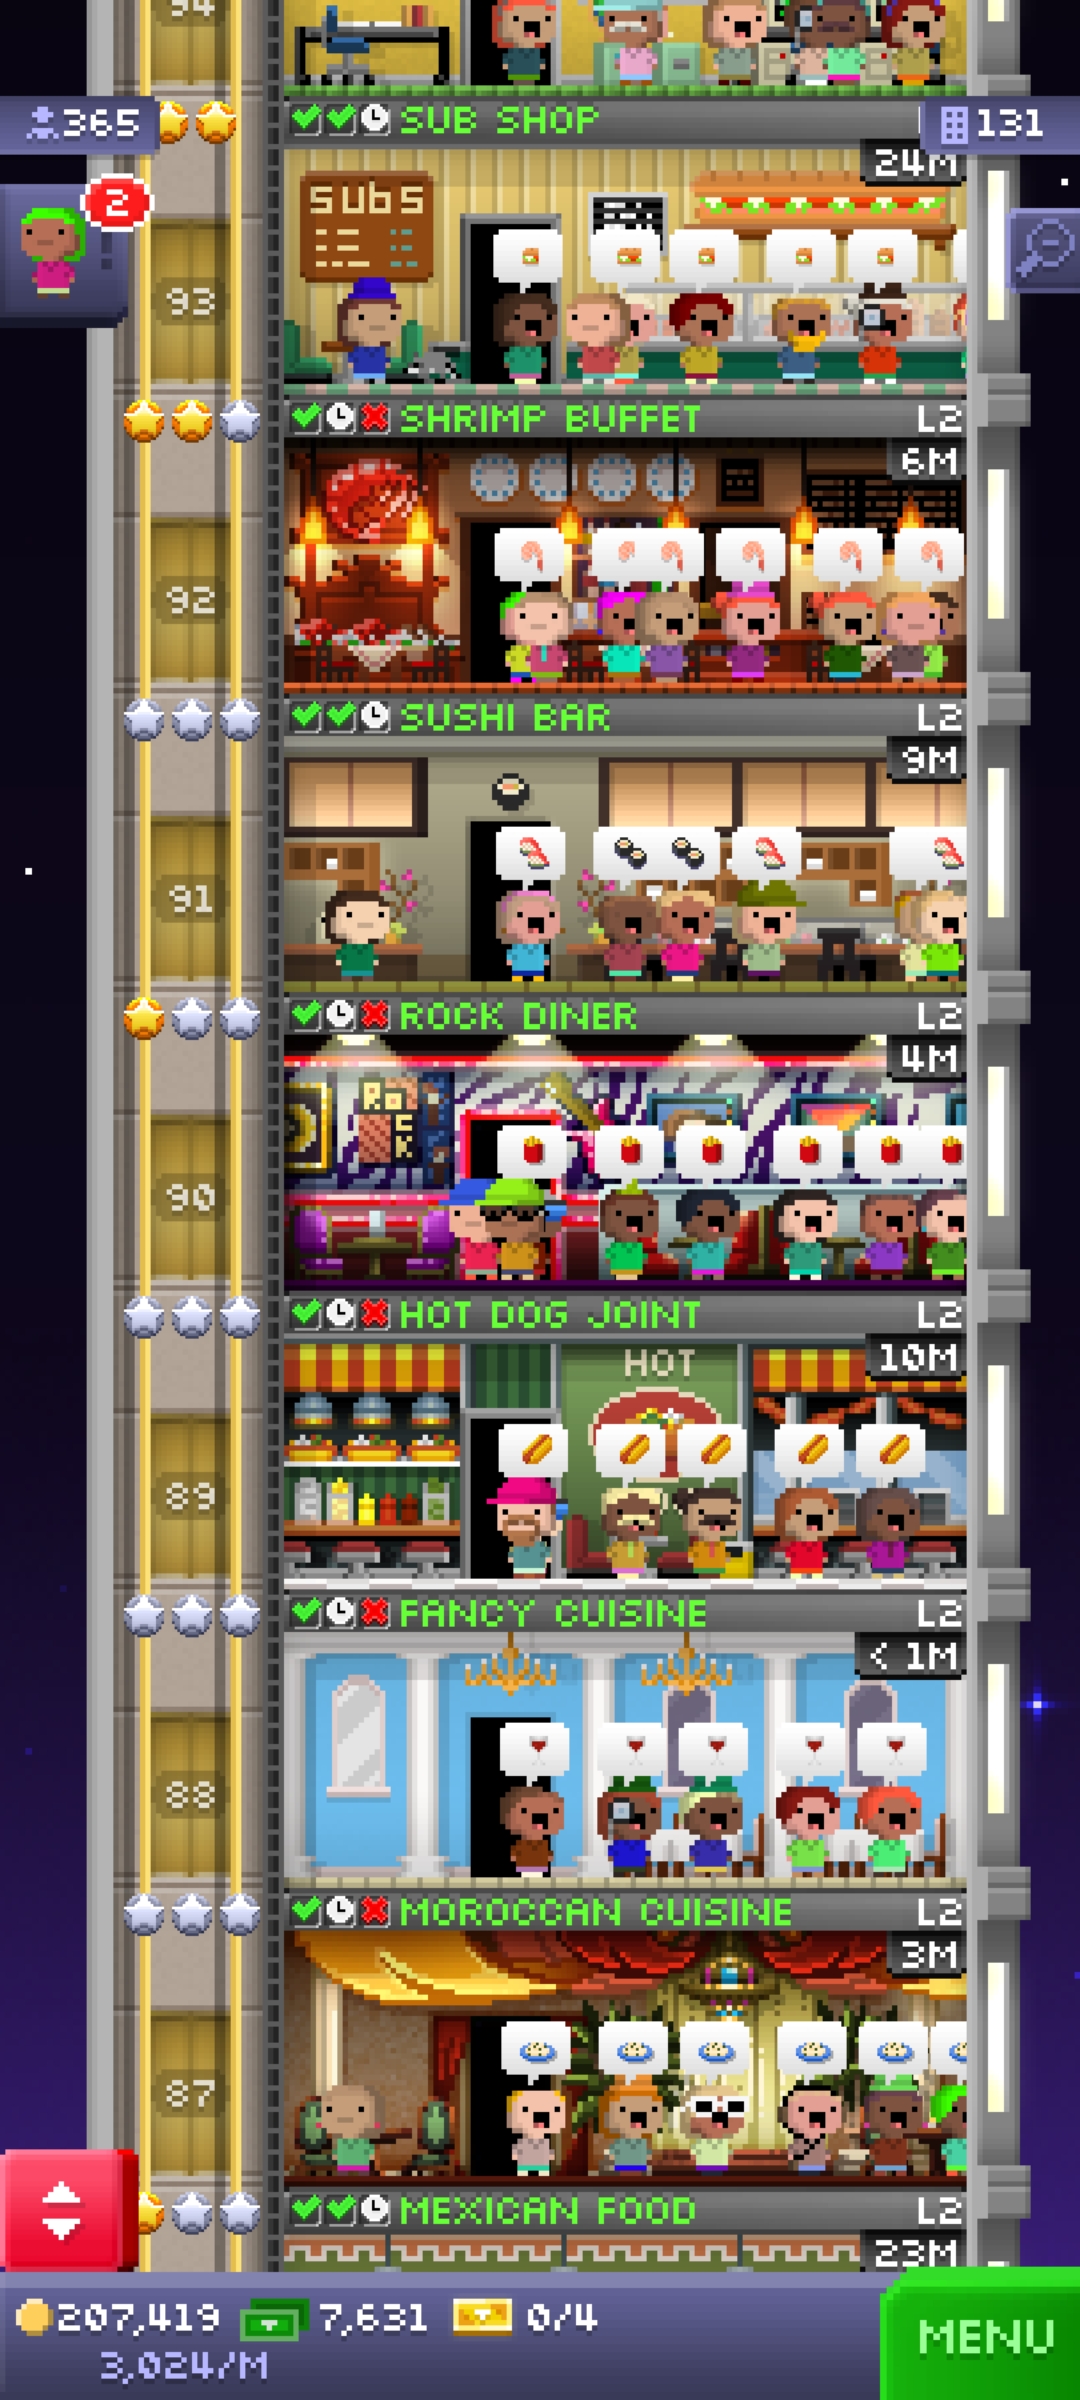 94
365
SUB SHOP
131
24M
SUBS
93
SHRIMP BUFFET L2
6M
92
SUSHI BAR L2
9M
91
ROCK DINER L2
4M
ROCK
90
HOT DOG JOINT L2
10M
HOT
89
FANCY CUISINE L2
< 1M
88
MOROCCAN CUISINE L2
3M
87
MEXICAN FOOD L2
23M
207,419 7,631 0/4
3,024/M
MENU
2